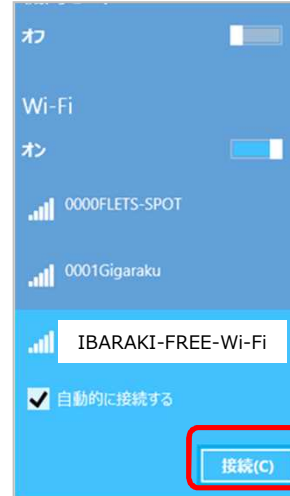 オフ
Wi-Fi
オン
0000FLETS-SPOT
0001Gigaraku
IBARAKI-FREE-Wi-Fi
自動的に接続する
接続(C)